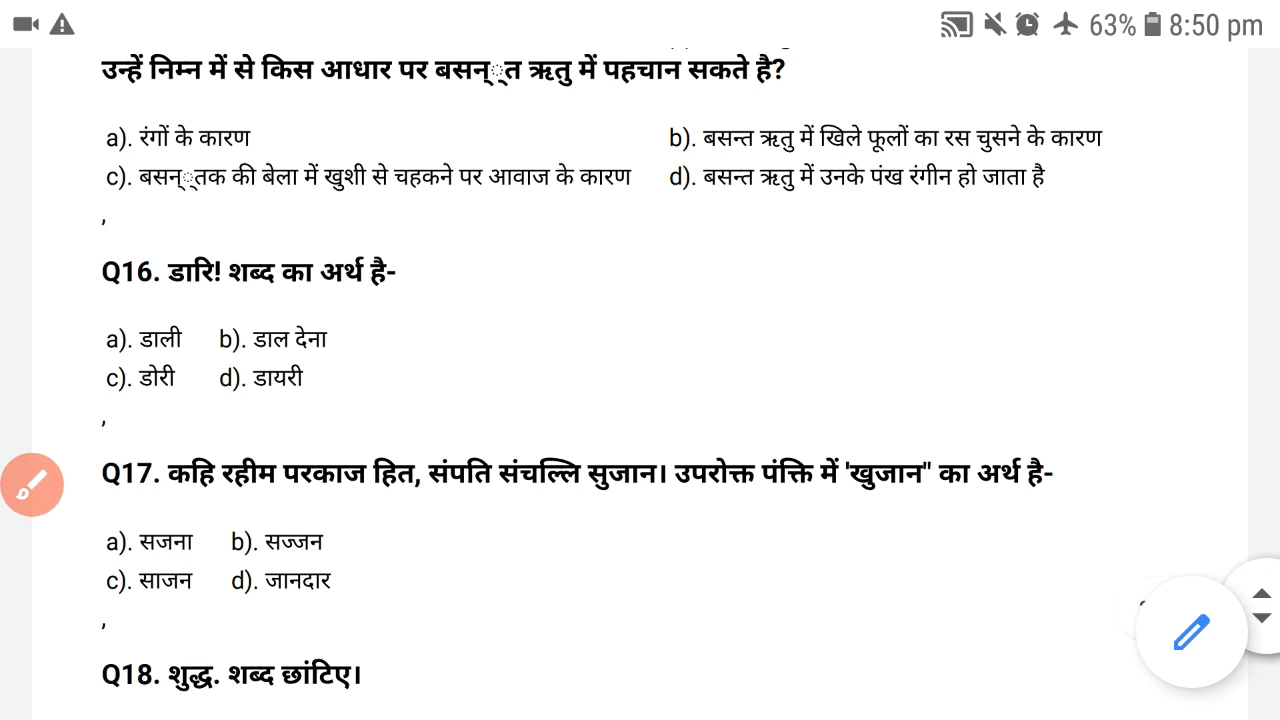 63% 8:50 pm
उन्हें निम्न में से किस आधार पर बसन््त ऋतु में पहचान सकते है?
a). रंगों के कारण b). बसन्त ऋतु में खिले फूलों का रस चुसने के कारण
c). बसन््तक की बेला में खुशी से चहकने पर आवाज के कारण d). बसन्त ऋतु में उनके पंख रंगीन हो जाता है
,
Q16. डारि! शब्द का अर्थ है-
a). डाली b). डाल देना
c). डोरी d). डायरी
,
Q17. कहि रहीम परकाज हित, संपति संचल्लि सुजान। उपरोक्त पंक्ति में 'खुजान" का अर्थ है-
a). सजना b). सज्जन
c). साजन d). जानदार
,
Q18. शुद्ध. शब्द छांटिए।